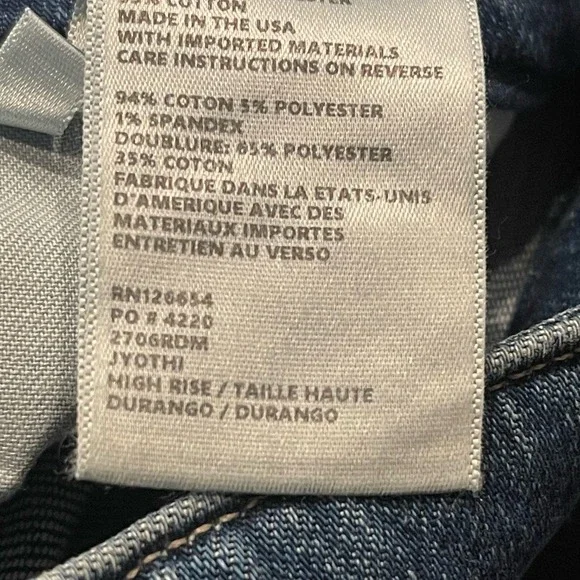 COTTON
MADE IN THE USA
WITH IMPORTED MATERIALS
CARE INSTRUCTIONS ON REVERSE
94% COTON 5% POLYESTER
1% SPANDEX
DOUBLURE: 65% POLYESTER
35% COTON
FABRIQUE DANS LA ETATS-UNIS
D'AMERIQUE AVEC DES
MATERIAUX IMPORTES
ENTRETIEN AU VERSO
RN126654
PO # 4220
2706RDM
JYOTHI
HIGH RISE / TAILLE HAUTE
DURANGO / DURANGO